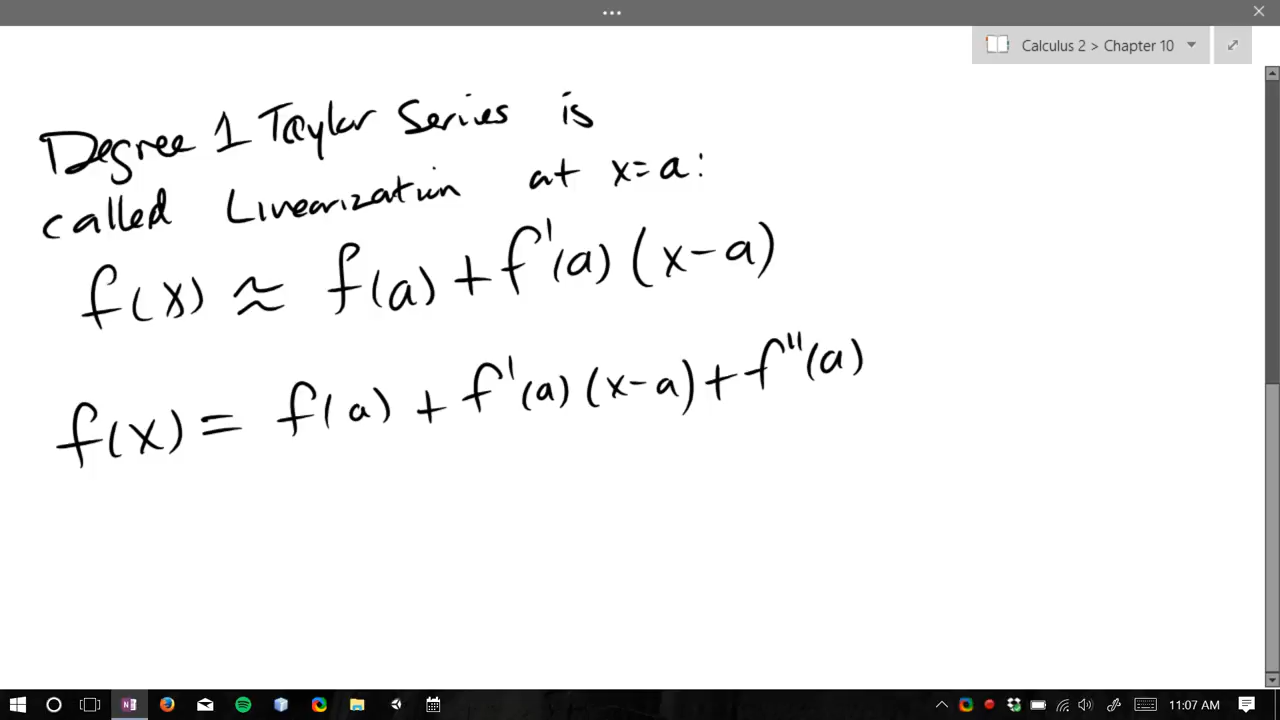 ...
Calculus 2 > Chapter 10
Degree 1 Taylor Series is
called Linearization at x=a:
f(x) ≈ f(a) + f'(a) (x-a)
f(x) = f(a) + f'(a) (x-a) + f''(a)
11:07 AM